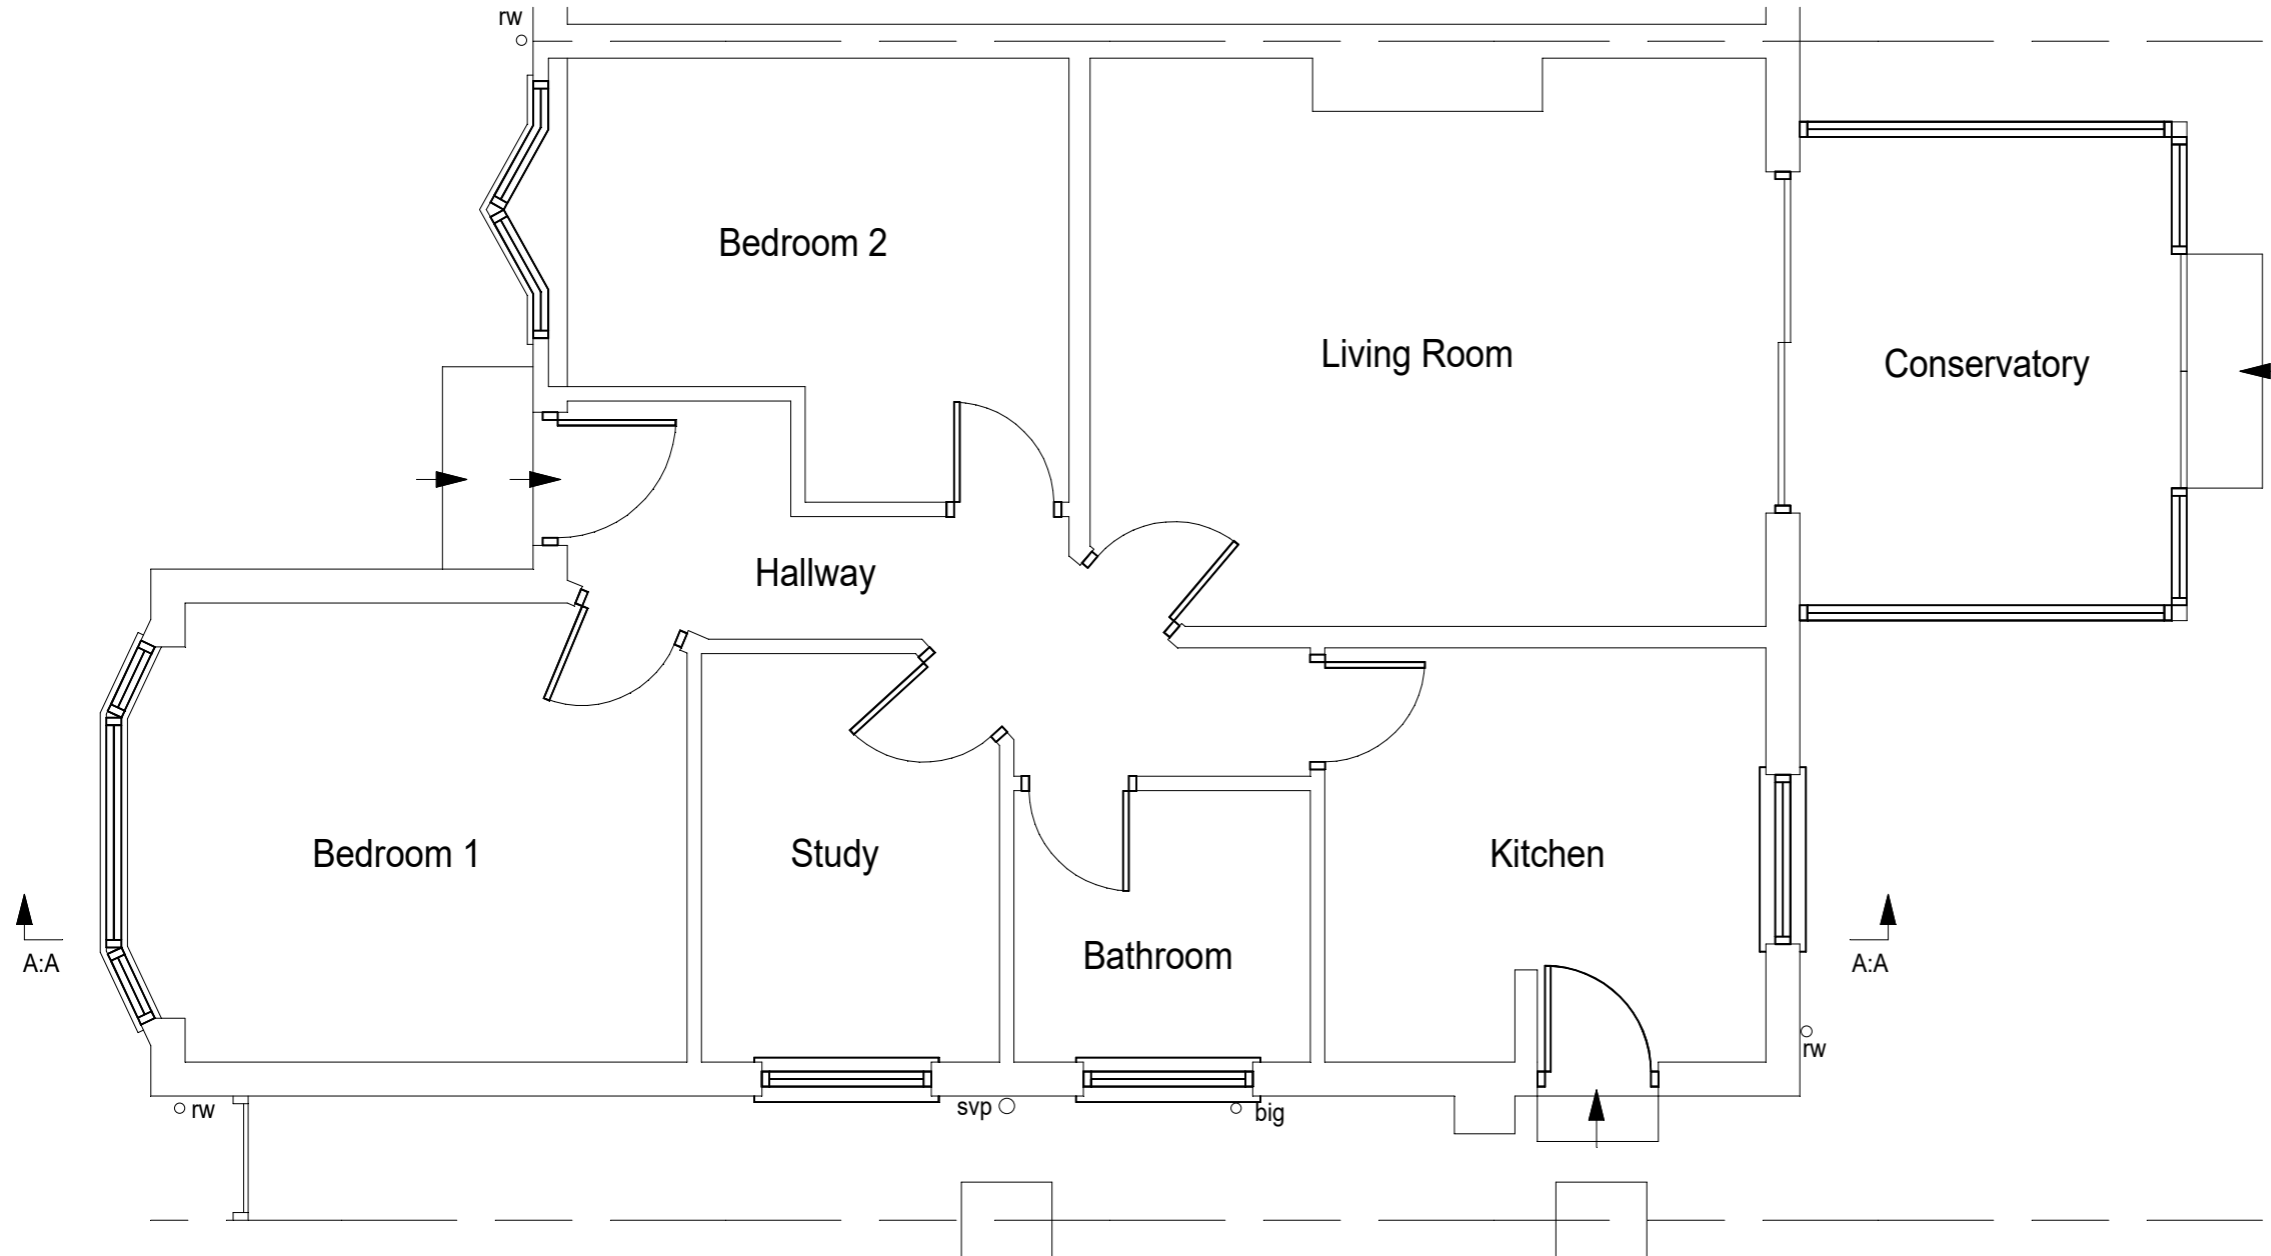 rw
Bedroom 2
Living Room
Conservatory
Hallway
Bedroom 1
Study
Kitchen
Bathroom
A:A
A:A
rw
rw
svp
big